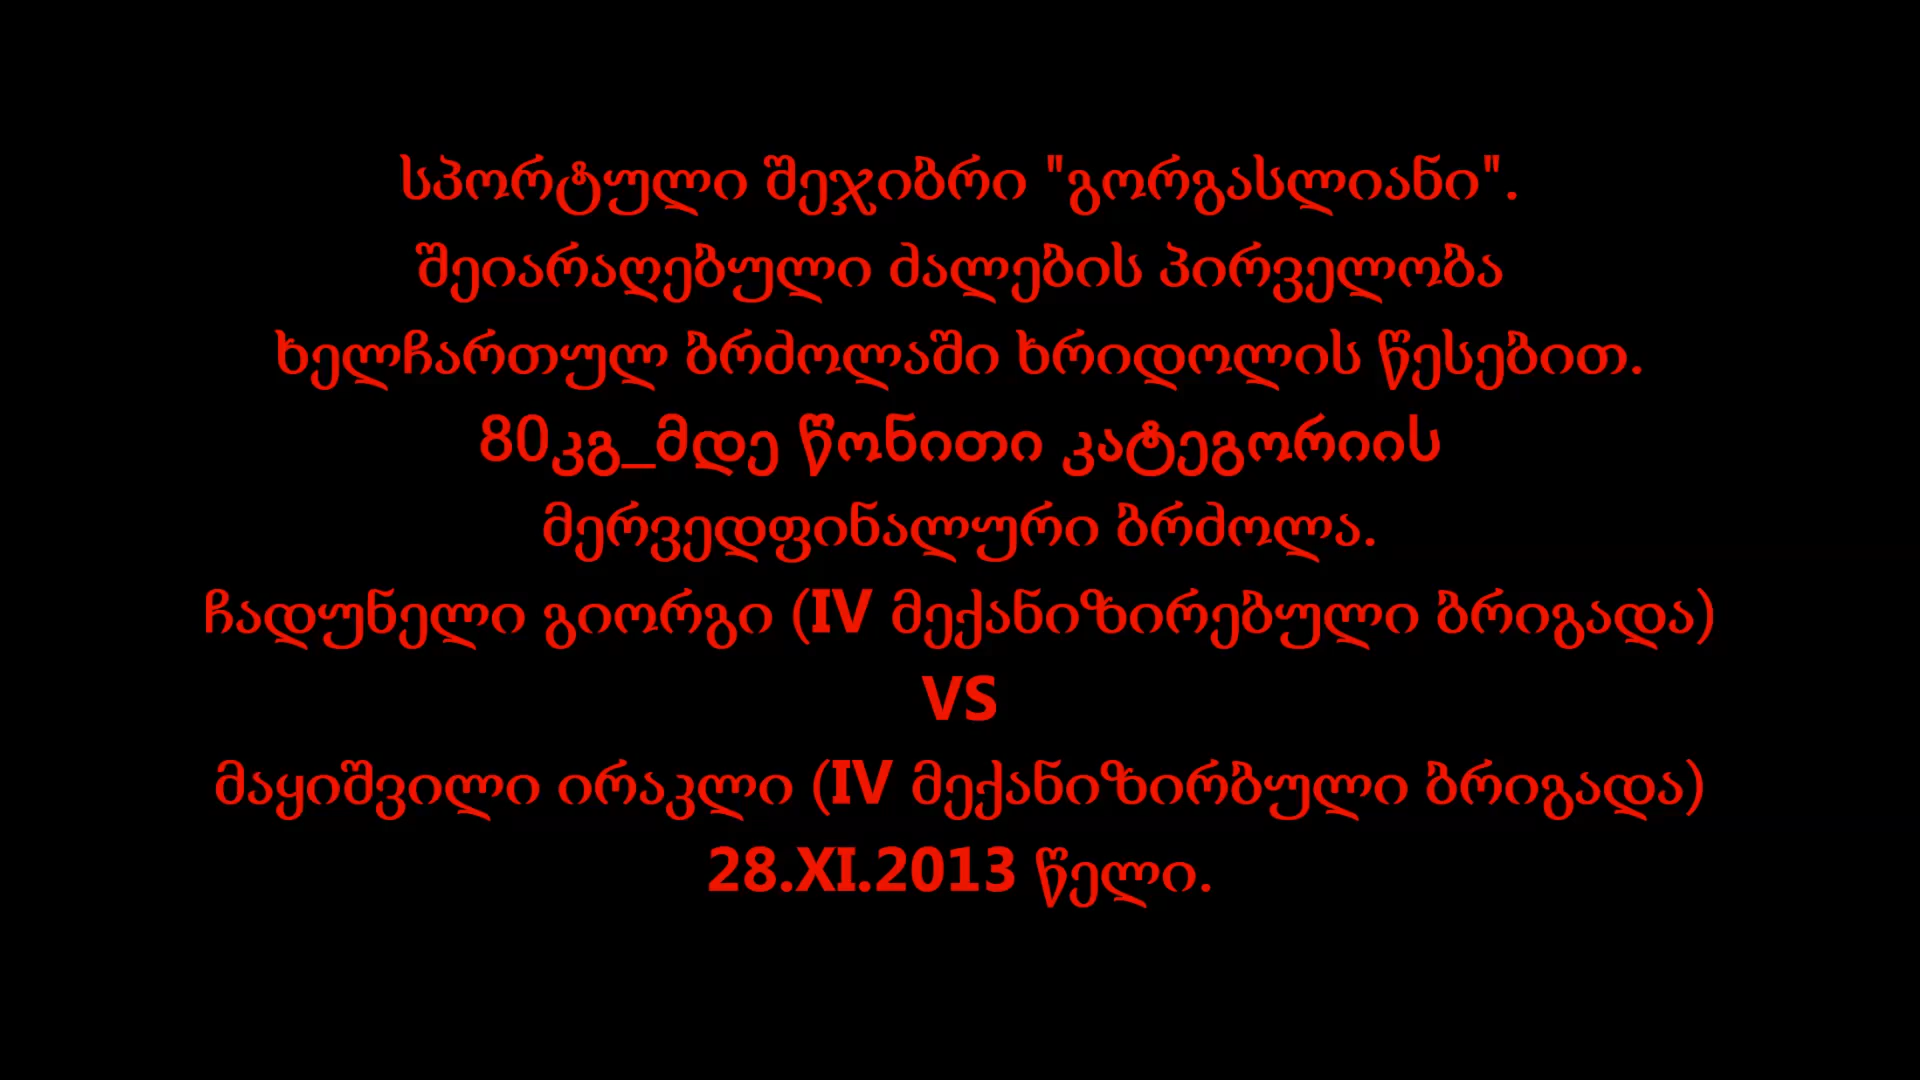 სპორტული შეჯიბრი "გორგასლიანი".
შეიარაღებული ძალების პირველობა
ხელჩართულ ბრძოლაში ხრიდოლის წესებით.
80კგ_მდე წონითი კატეგორიის
მერვედფინალური ბრძოლა.
ჩადუნელი გიორგი (IV მექანიზირებული ბრიგადა)
VS
მაყიშვილი ირაკლი (IV მექანიზირბული ბრიგადა)
28.XI.2013 წელი.